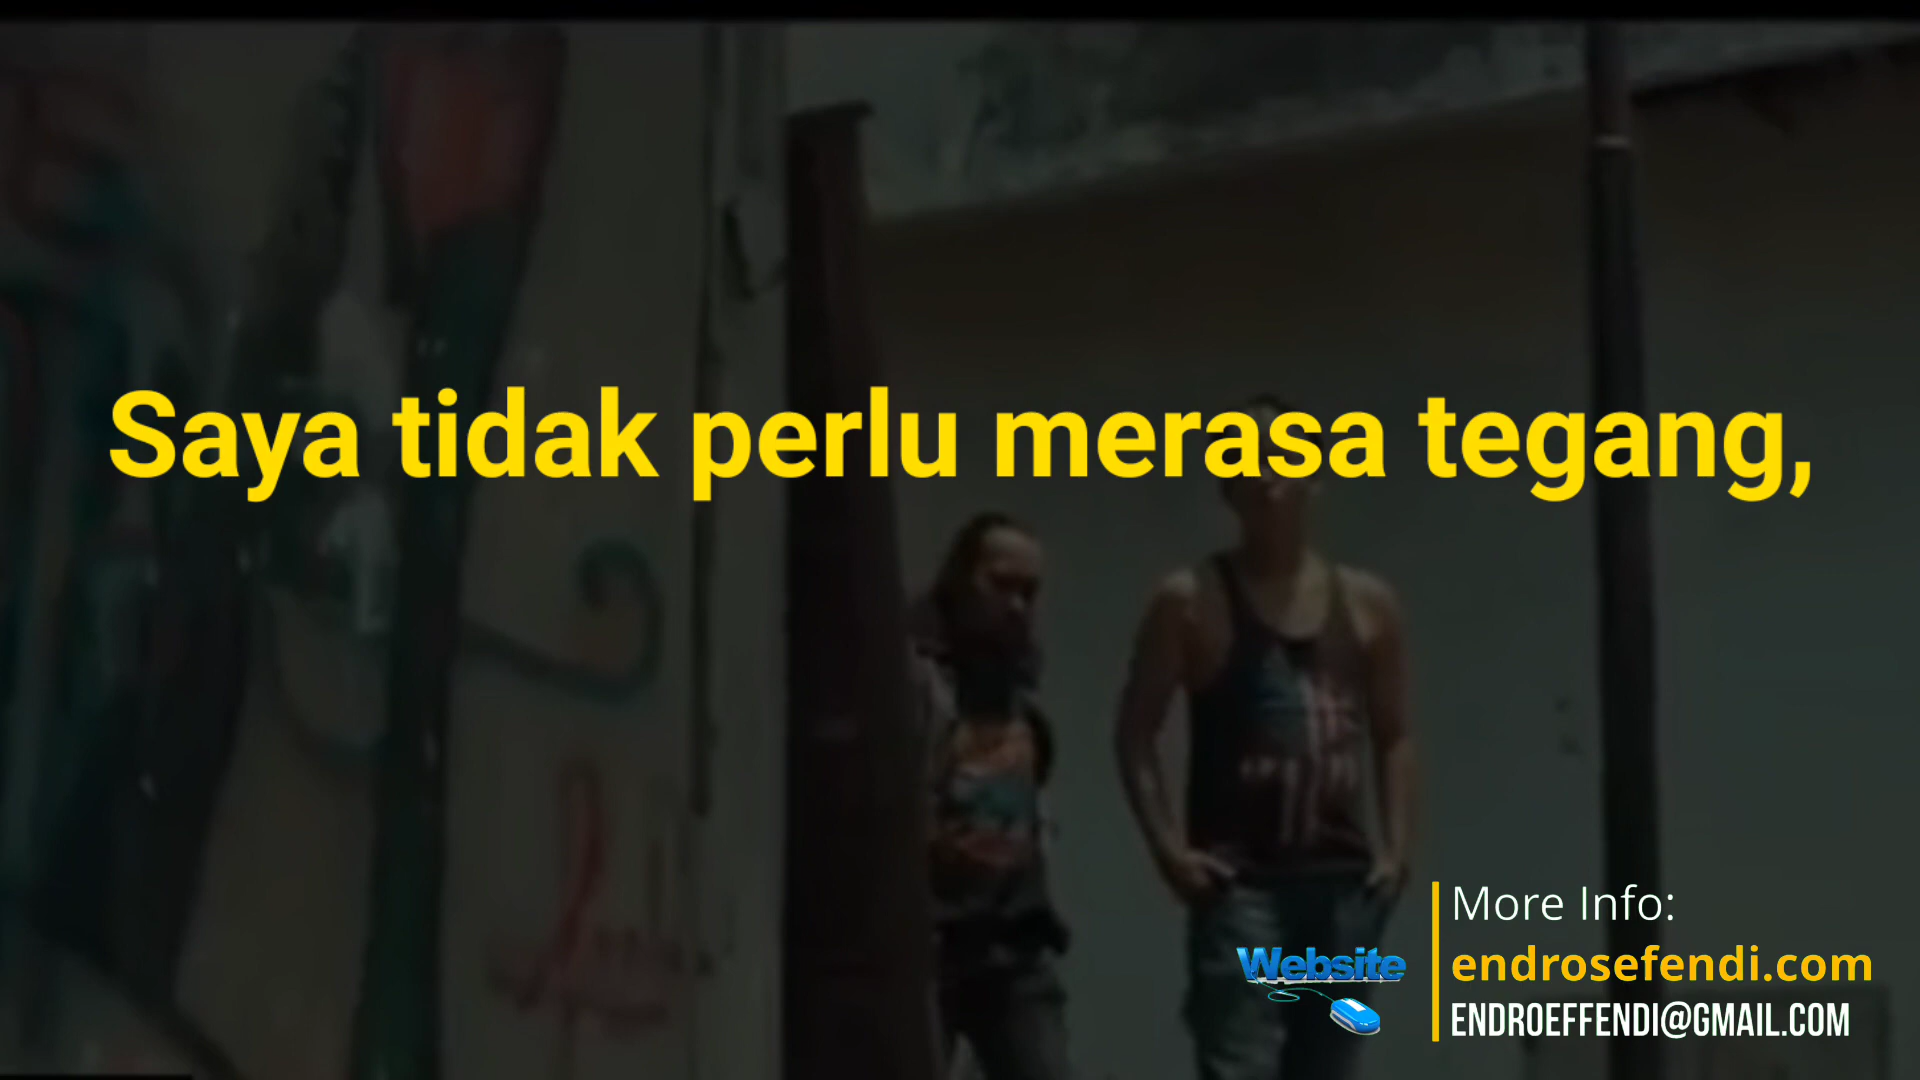 Saya tidak perlu merasa tegang,
More Info:
Website
endrosefendi.com
ENDROEFFENDI@GMAIL.COM